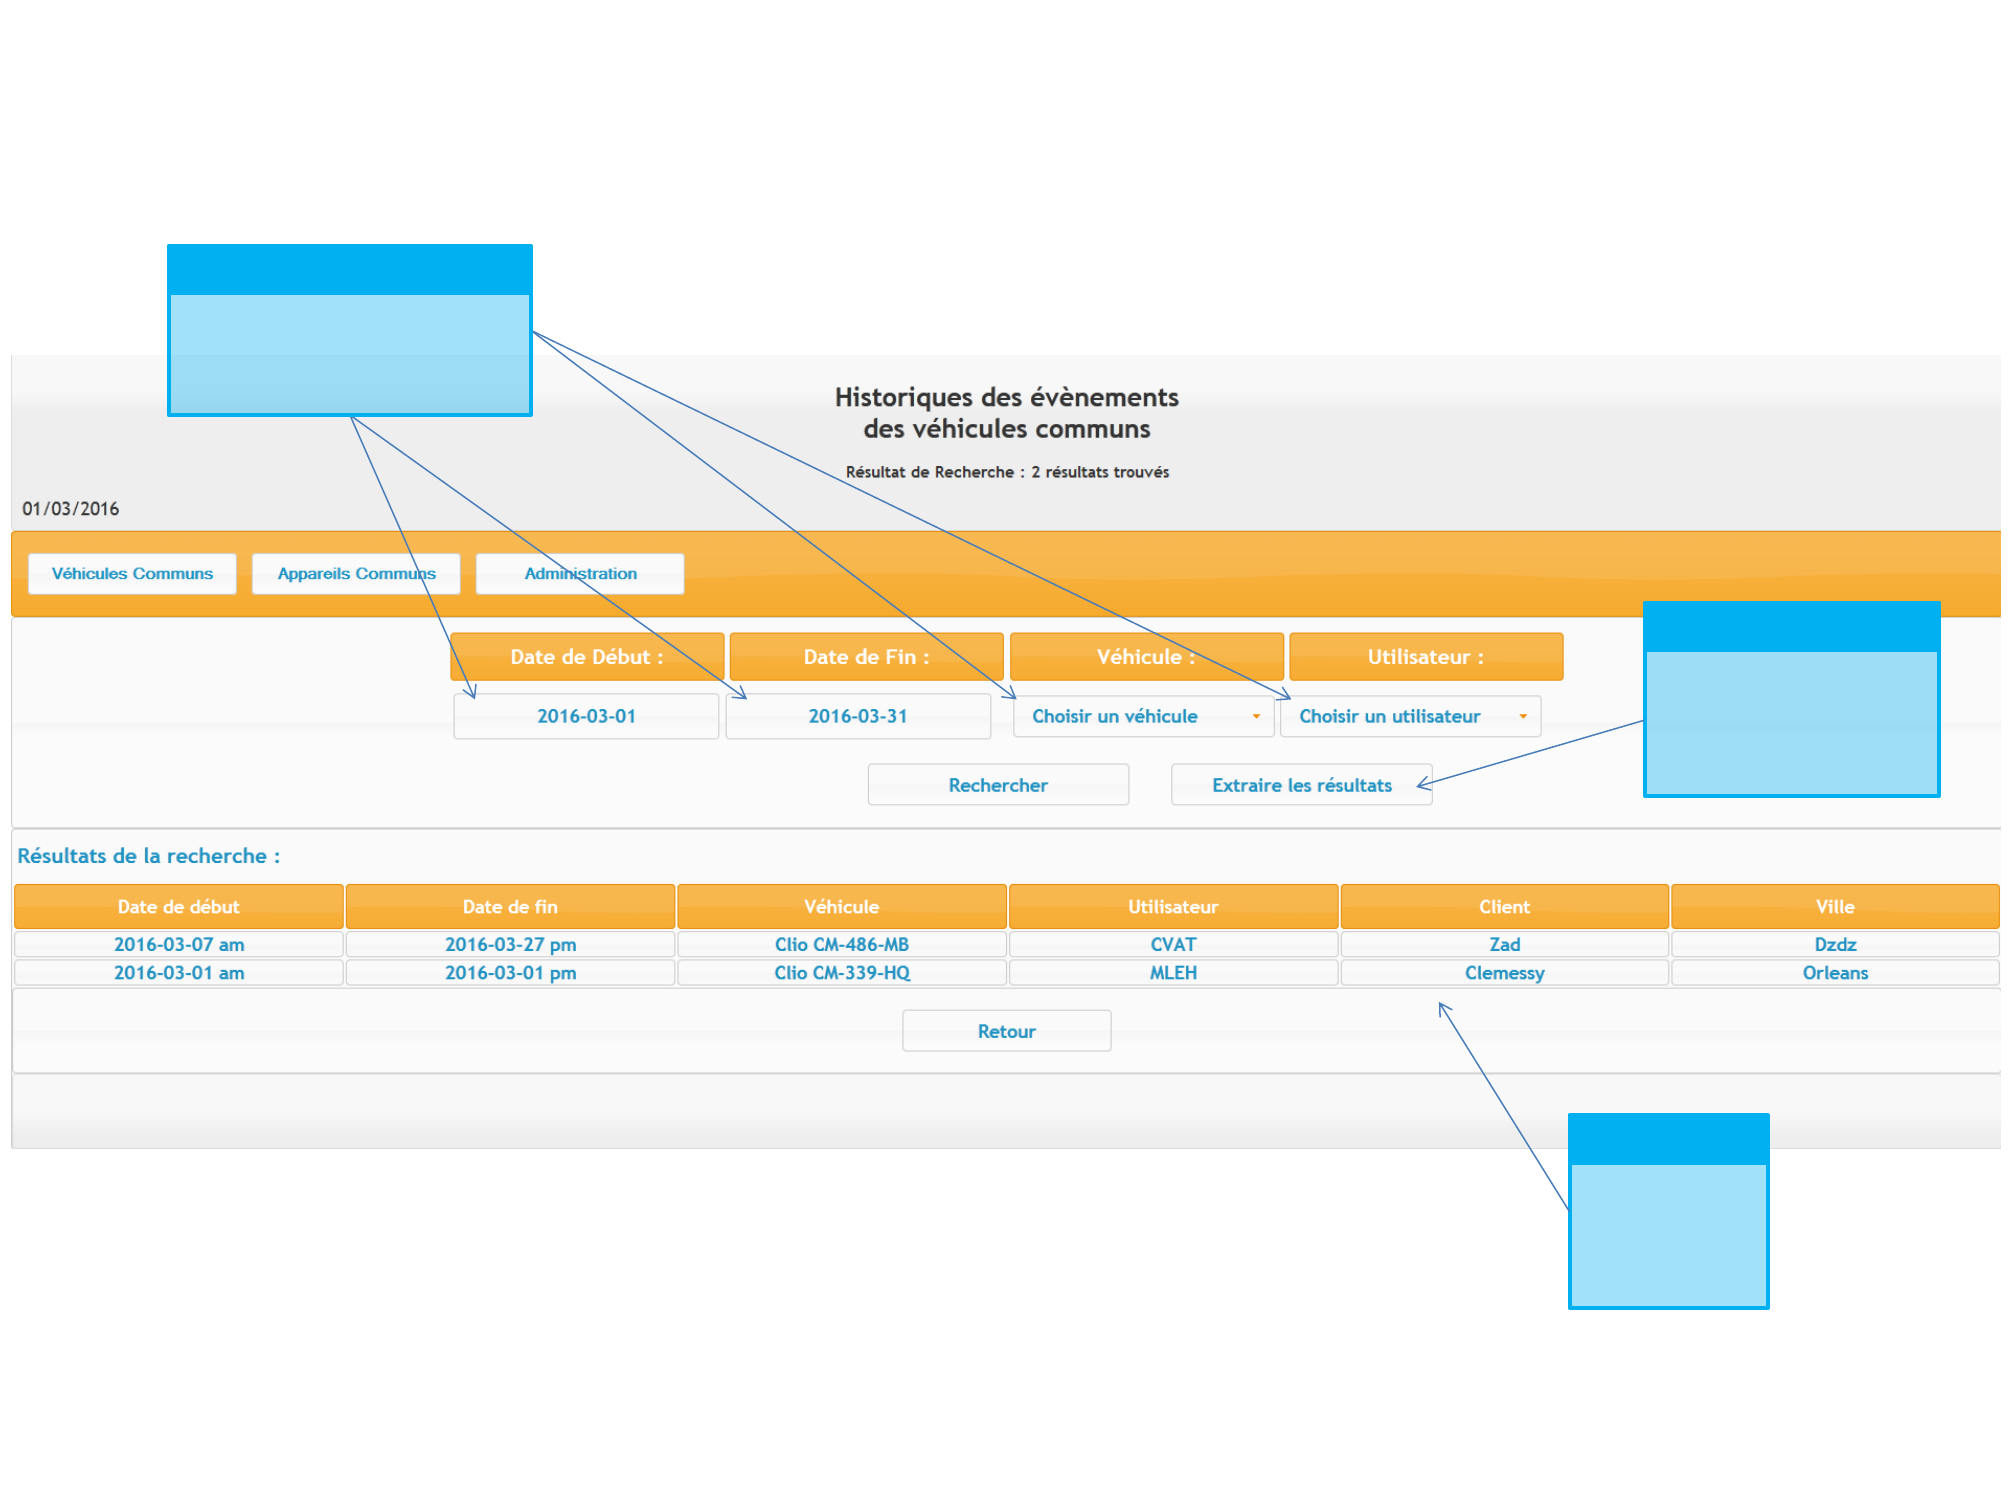 Historiques des évènements
des véhicules communs
Résultat de Recherche : 2 résultats trouvés
01/03/2016
Véhicules Communs Appareils Communs Administration
Date de Début : Date de Fin : Véhicule : Utilisateur :
2016-03-01 2016-03-31 Choisir un véhicule Choisir un utilisateur
Rechercher Extraire les résultats
Résultats de la recherche :
Date de début Date de fin Véhicule Utilisateur Client Ville
2016-03-07 am 2016-03-27 pm Clio CM-486-MB CVAT Zad Dzdz
2016-03-01 am 2016-03-01 pm Clio CM-339-HQ MLEH Clemessy Orleans
Retour